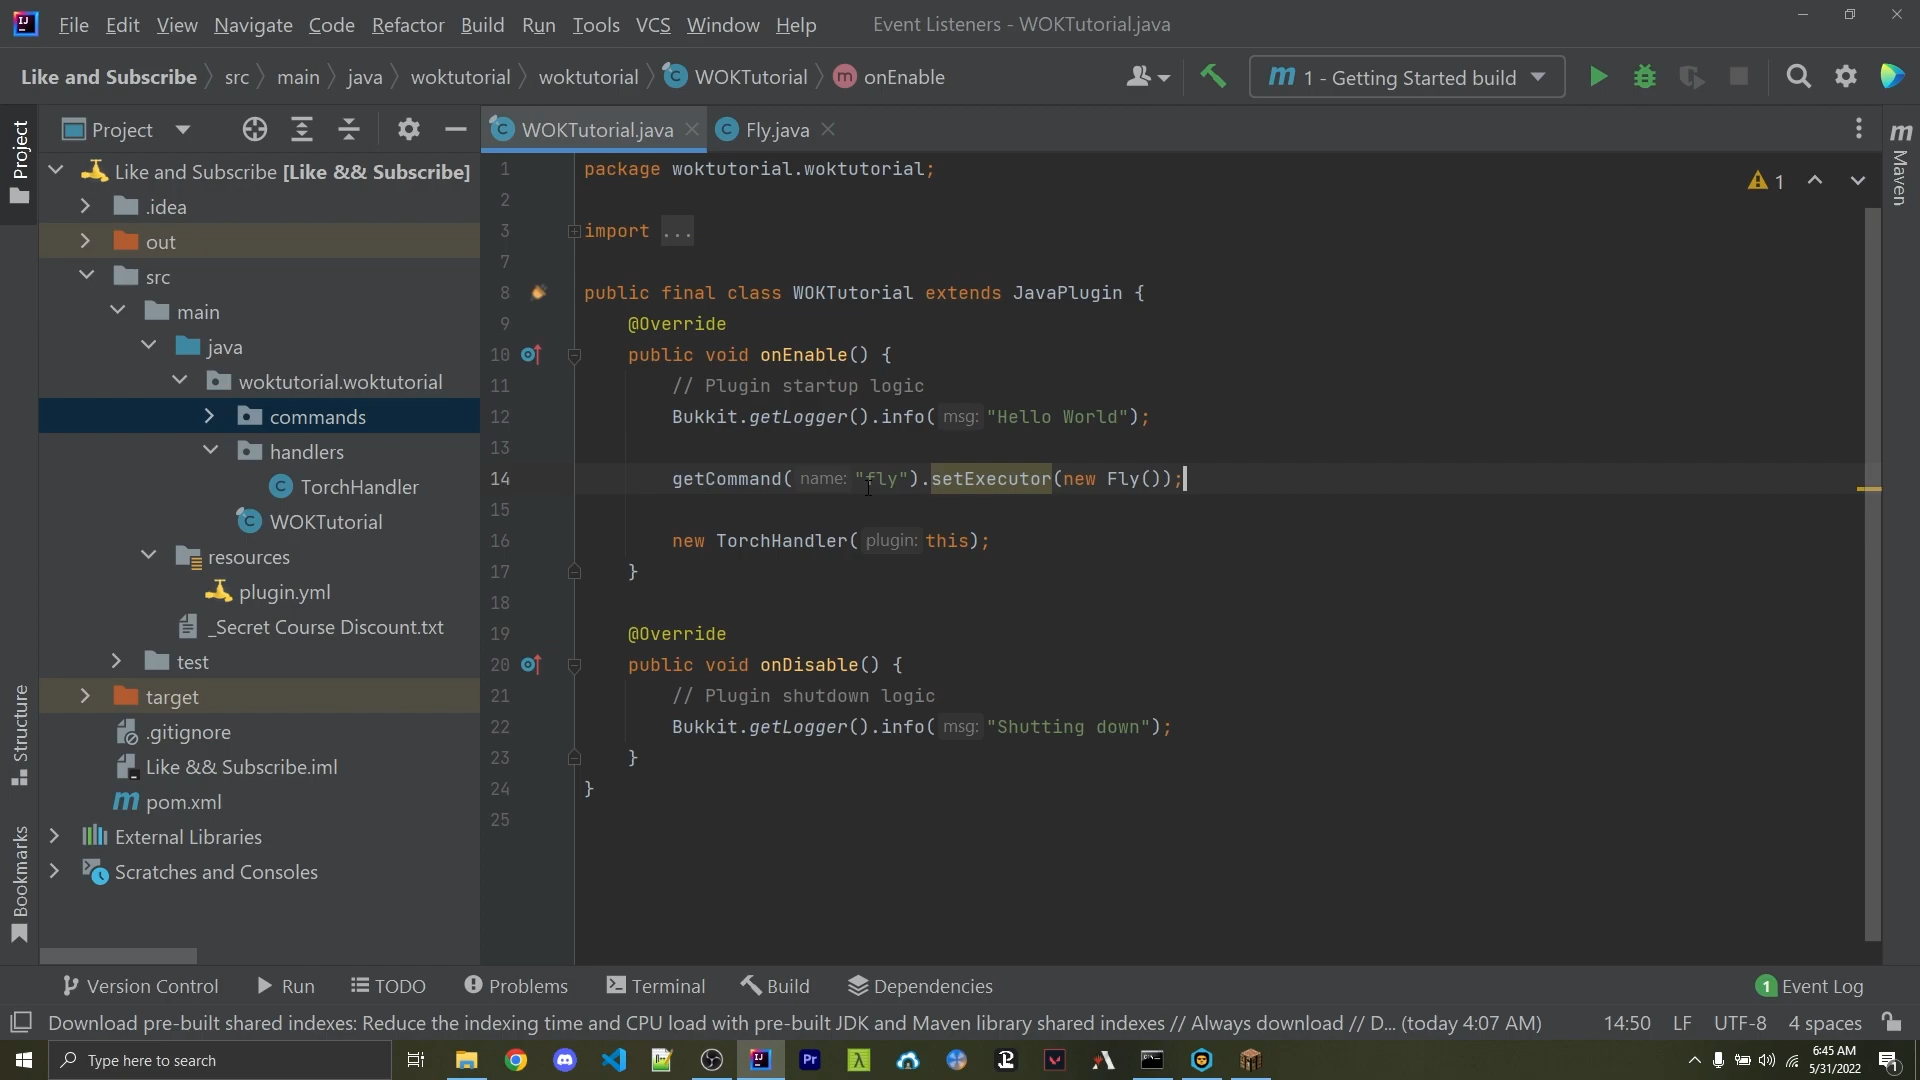 File Edit View Navigate Code Refactor Build Run Tools VCS Window Help Event Listeners - WOKTutorial.java
Like and Subscribe src main java woktutorial woktutorial WOKTutorial m onEnable m 1 - Getting Started build
Project
Project
Like and Subscribe [Like && Subscribe]
.idea
out
src
main
java
woktutorial.woktutorial
commands
handlers
TorchHandler
WOKTutorial
resources
plugin.yml
_Secret Course Discount.txt
test
target
.gitignore
Like && Subscribe.iml
pom.xml
External Libraries
Scratches and Consoles
Structure
Bookmarks
WOKTutorial.java Fly.java
m Maven
1
1 package woktutorial.woktutorial;
2
3 import ...
7
8 public final class WOKTutorial extends JavaPlugin {
9 @Override
10 public void onEnable() {
11 // Plugin startup logic
12 Bukkit.getLogger().info( msg: "Hello World");
13
14 getCommand( name: "fly").setExecutor(new Fly());
15
16 new TorchHandler( plugin: this);
17 }
18
19 @Override
20 public void onDisable() {
21 // Plugin shutdown logic
22 Bukkit.getLogger().info( msg: "Shutting down");
23 }
24 }
25
Version Control Run TODO Problems Terminal Build Dependencies 1 Event Log
Download pre-built shared indexes: Reduce the indexing time and CPU load with pre-built JDK and Maven library shared indexes // Always download // D... (today 4:07 AM) 14:50 LF UTF-8 4 spaces
Type here to search
6:45 AM
5/31/2022
1